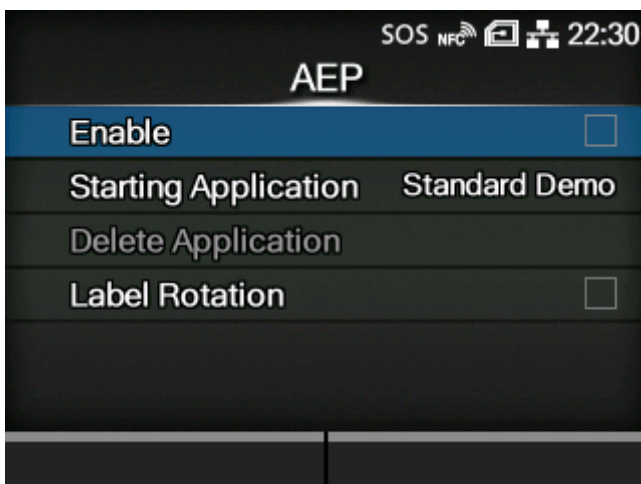 SOS NFC 22:30
AEP
Enable
Starting Application Standard Demo
Delete Application
Label Rotation